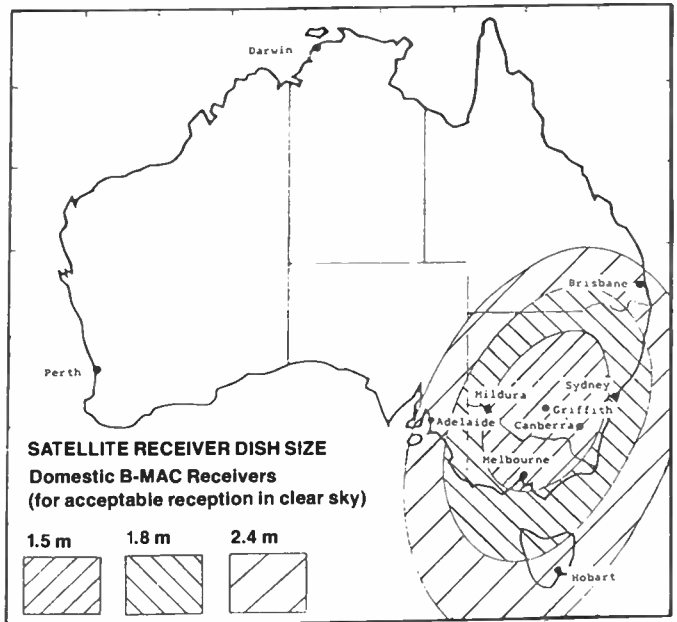 Darwin
Brisbane
Perth
Sydney
Mildura
Griffith
Adelaide
Canberra
Melbourne
SATELLITE RECEIVER DISH SIZE
Domestic B-MAC Receivers
(for acceptable reception in clear sky)
1.5 m 1.8 m 2.4 m
Hobart